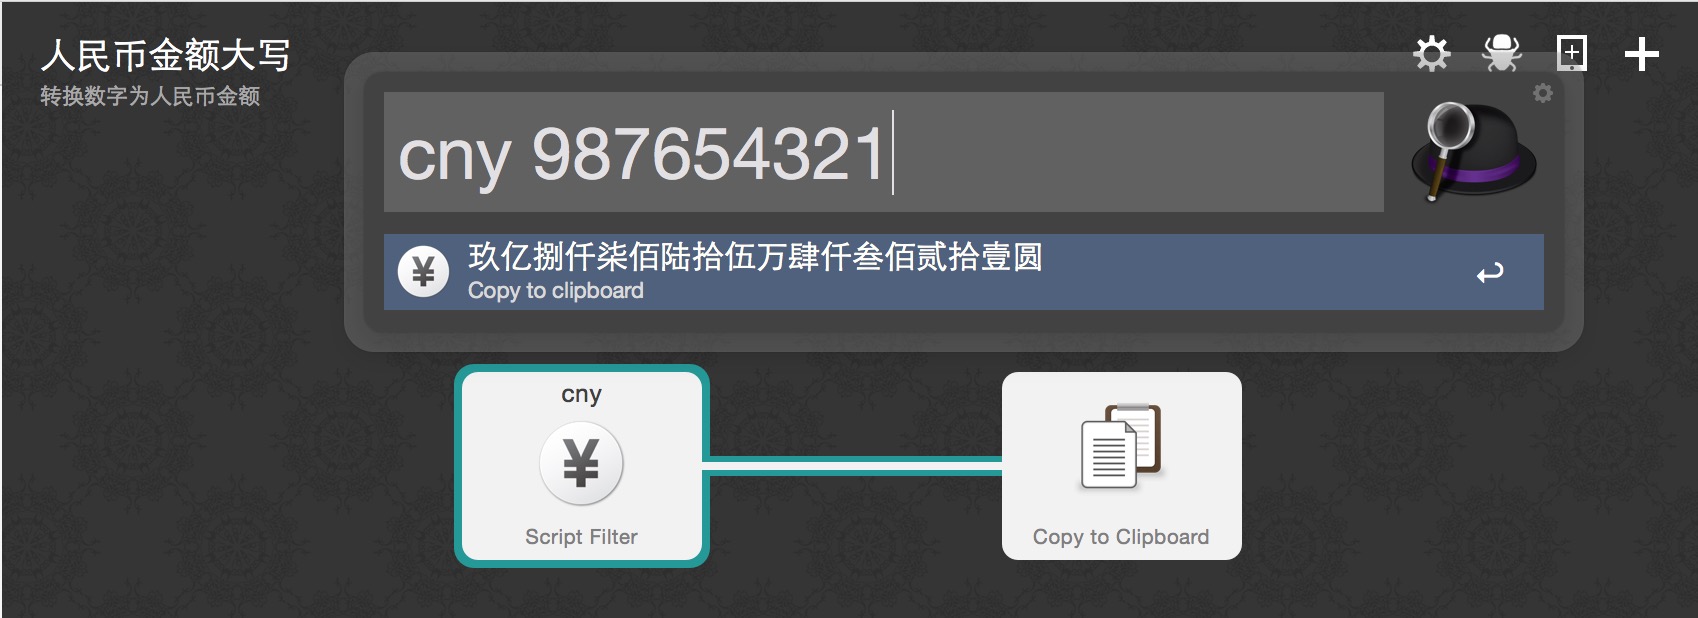 人民币金额大写
转换数字为人民币金额
cny 987654321
¥
玖亿捌仟柒佰陆拾伍万肆仟叁佰贰拾壹圆
Copy to clipboard
cny
¥
Script Filter
Copy to Clipboard